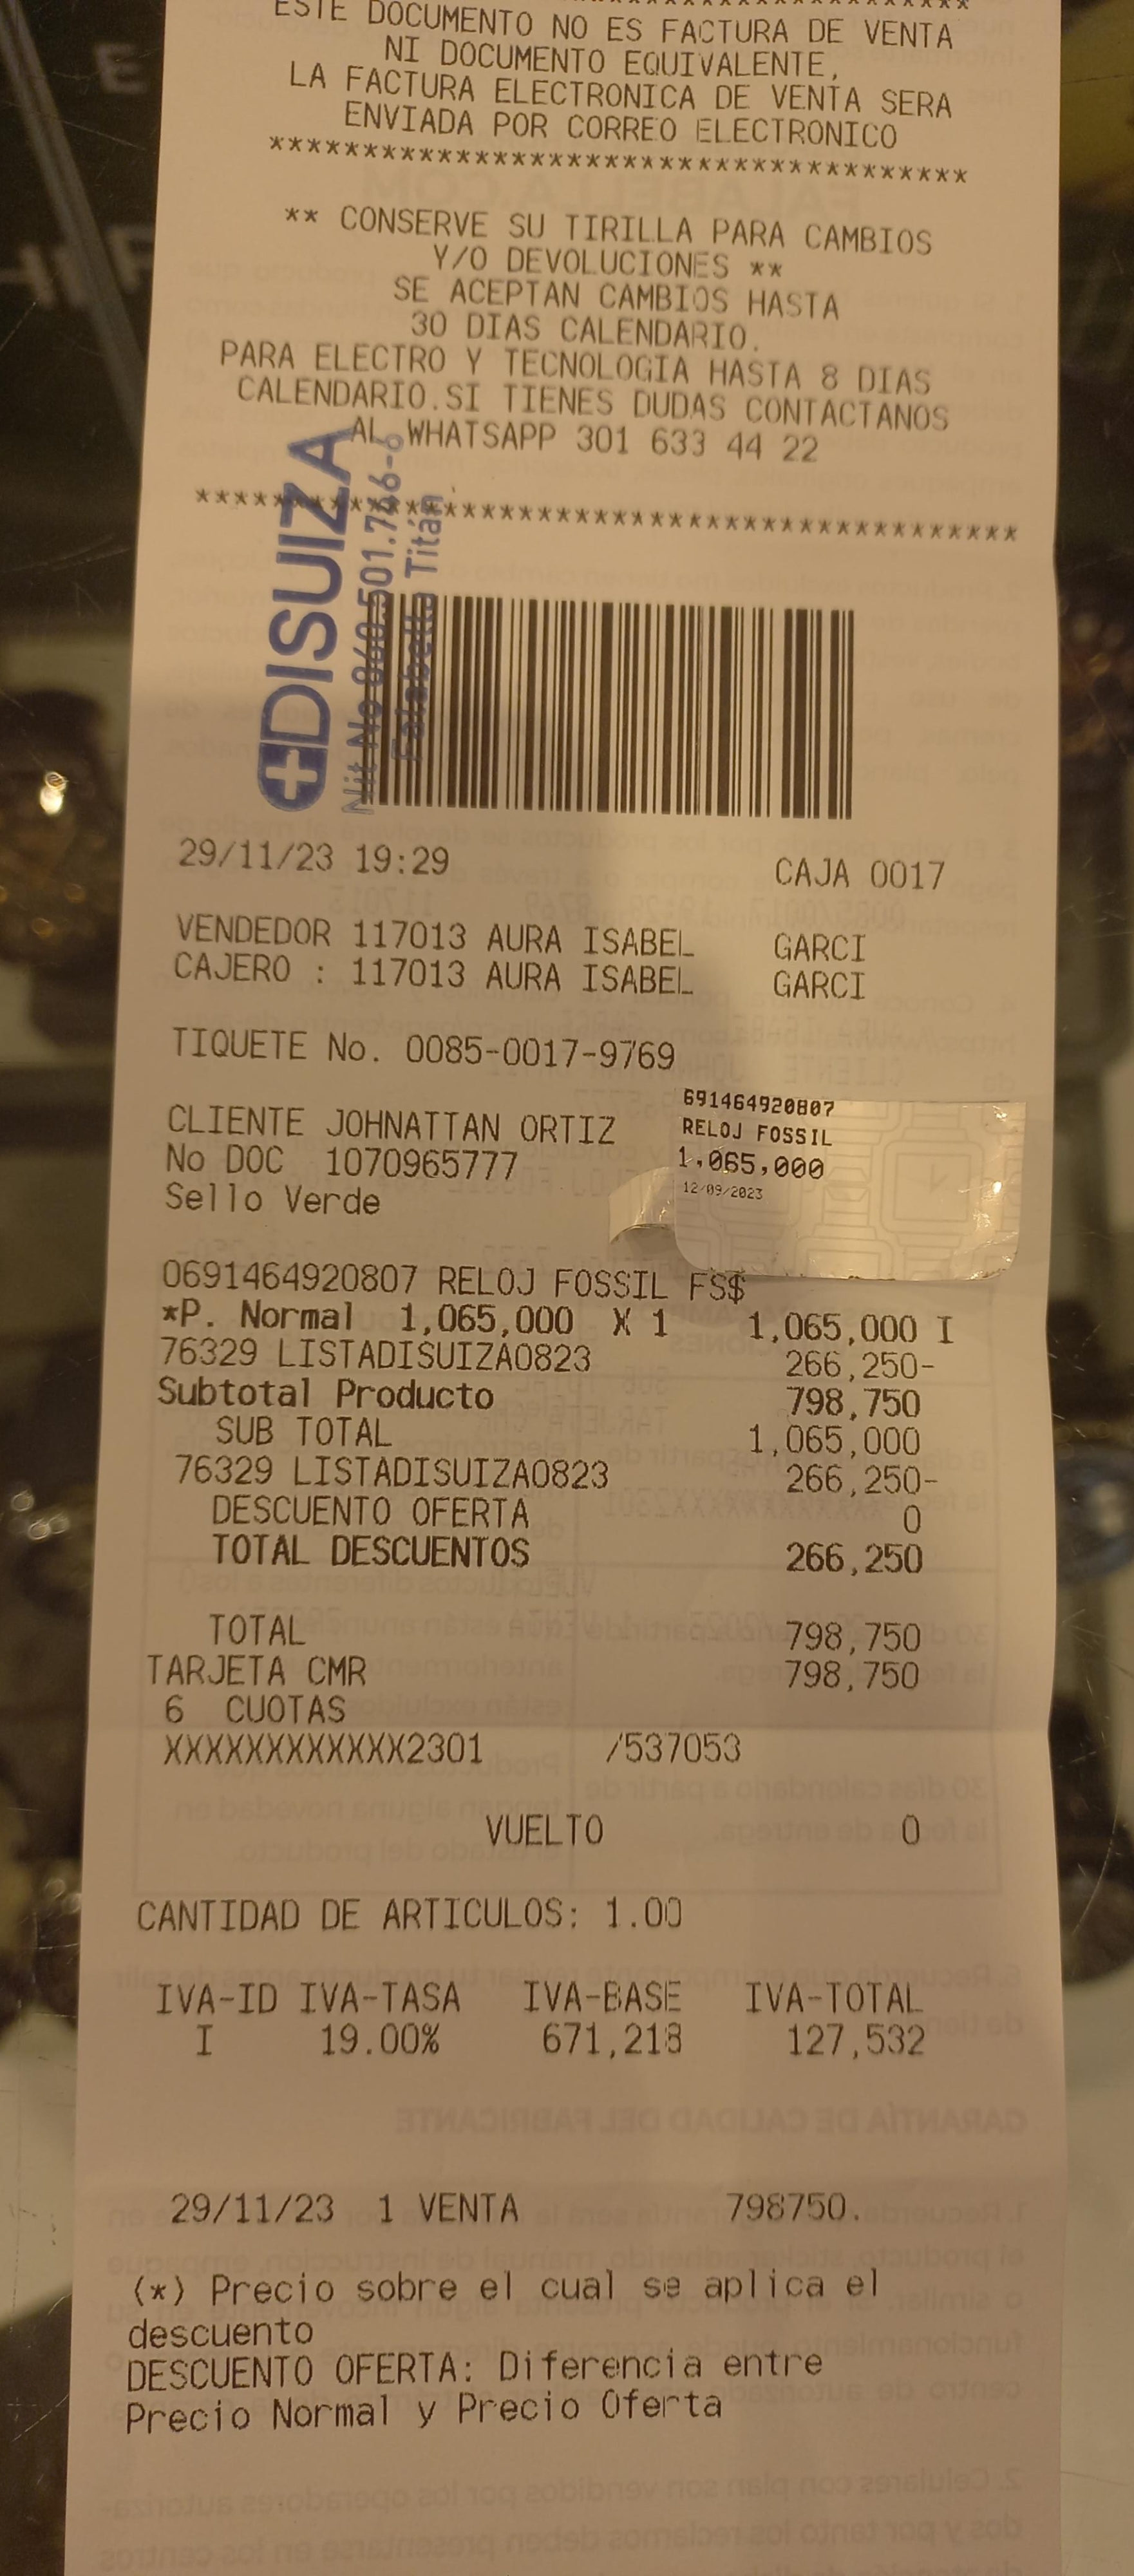 ESTE DOCUMENTO NO ES FACTURA DE VENTA
NI DOCUMENTO EQUIVALENTE,
LA FACTURA ELECTRONICA DE VENTA SERA
ENVIADA POR CORREO ELECTRONICO
**************************************
** CONSERVE SU TIRILLA PARA CAMBIOS
Y/O DEVOLUCIONES **
SE ACEPTAN CAMBIOS HASTA
30 DIAS CALENDARIO.
PARA ELECTRO Y TECNOLOGIA HASTA 8 DIAS
CALENDARIO.SI TIENES DUDAS CONTACTANOS
AL WHATSAPP 301 633 44 22
********************************************
DISUIZA
Nit No 860.501.746-6
Falabella Titán
29/11/23 19:29 CAJA 0017
VENDEDOR 117013 AURA ISABEL GARCI
CAJERO : 117013 AURA ISABEL GARCI
TIQUETE No. 0085-0017-9769
691464920807
RELOJ FOSSIL
1,065,000
12/09/2023
CLIENTE JOHNATTAN ORTIZ
No DOC 1070965777
Sello Verde
0691464920807 RELOJ FOSSIL FS$
*P. Normal 1,065,000 X 1 1,065,000 I
76329 LISTADISUIZA0823 266,250-
Subtotal Producto 798,750
SUB TOTAL 1,065,000
76329 LISTADISUIZA0823 266,250-
DESCUENTO OFERTA 0
TOTAL DESCUENTOS 266,250
TOTAL 798,750
TARJETA CMR 798,750
6 CUOTAS
XXXXXXXXXXXX2301 /537053
VUELTO 0
CANTIDAD DE ARTICULOS: 1.00
IVA-ID IVA-TASA IVA-BASE IVA-TOTAL
I 19.00% 671,218 127,532
29/11/23 1 VENTA 798750.
(*) Precio sobre el cual se aplica el
descuento
DESCUENTO OFERTA: Diferencia entre
Precio Normal y Precio Oferta